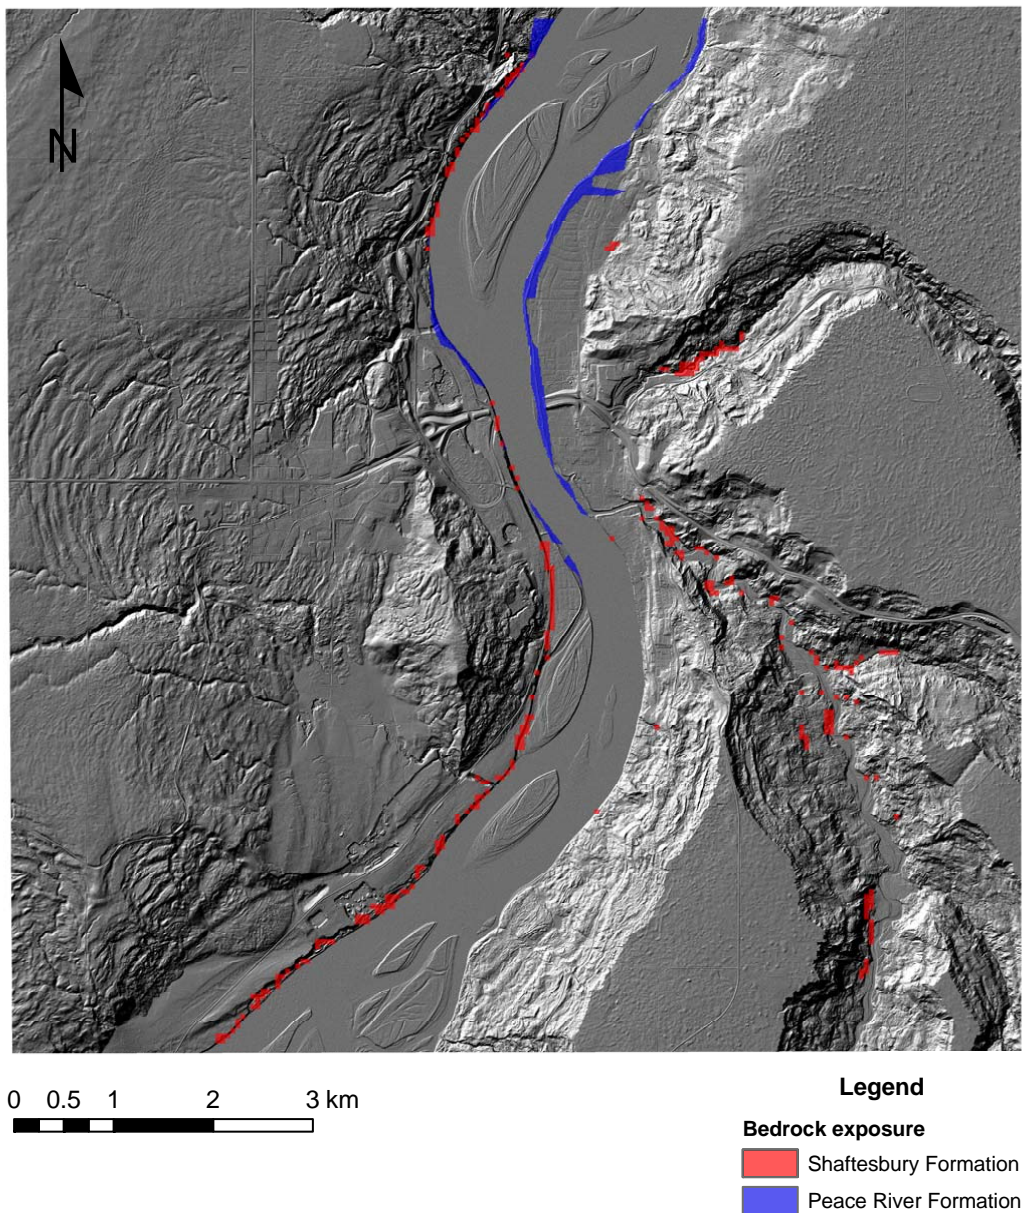 N
0 0.5 1 2 3 km
Legend
Bedrock exposure
Shaftesbury Formation
Peace River Formation